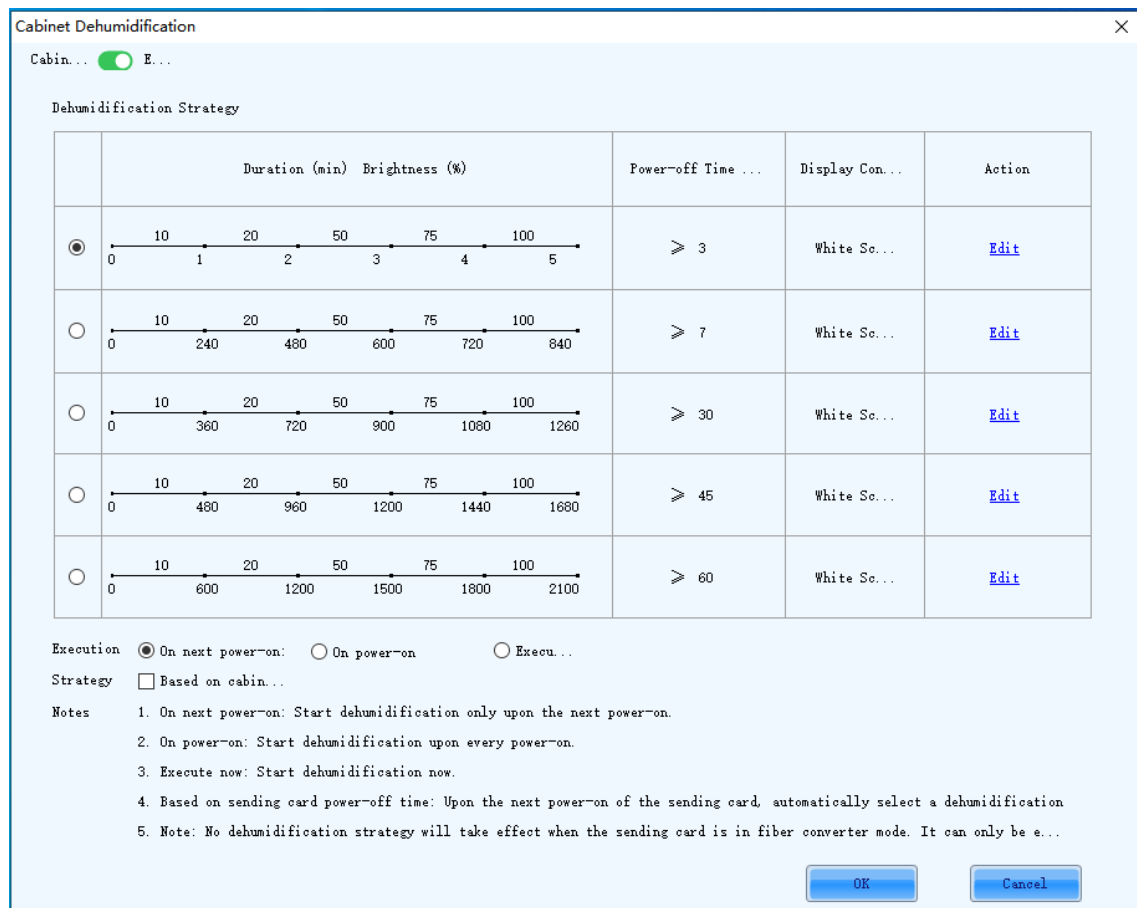 Cabinet Dehumidification
Cabin... E...
Dehumidification Strategy
Duration (min) Brightness (%) Power-off Time ... Display Con... Action
10 20 50 75 100
0 1 2 3 4 5
≥ 3 White Sc... Edit
10 20 50 75 100
0 240 480 600 720 840
≥ 7 White Sc... Edit
10 20 50 75 100
0 360 720 900 1080 1260
≥ 30 White Sc... Edit
10 20 50 75 100
0 480 960 1200 1440 1680
≥ 45 White Sc... Edit
10 20 50 75 100
0 600 1200 1500 1800 2100
≥ 60 White Sc... Edit
Execution On next power-on: On power-on Execu...
Strategy Based on cabin...
Notes 1. On next power-on: Start dehumidification only upon the next power-on.
2. On power-on: Start dehumidification upon every power-on.
3. Execute now: Start dehumidification now.
4. Based on sending card power-off time: Upon the next power-on of the sending card, automatically select a dehumidification
5. Note: No dehumidification strategy will take effect when the sending card is in fiber converter mode. It can only be e...
OK Cancel